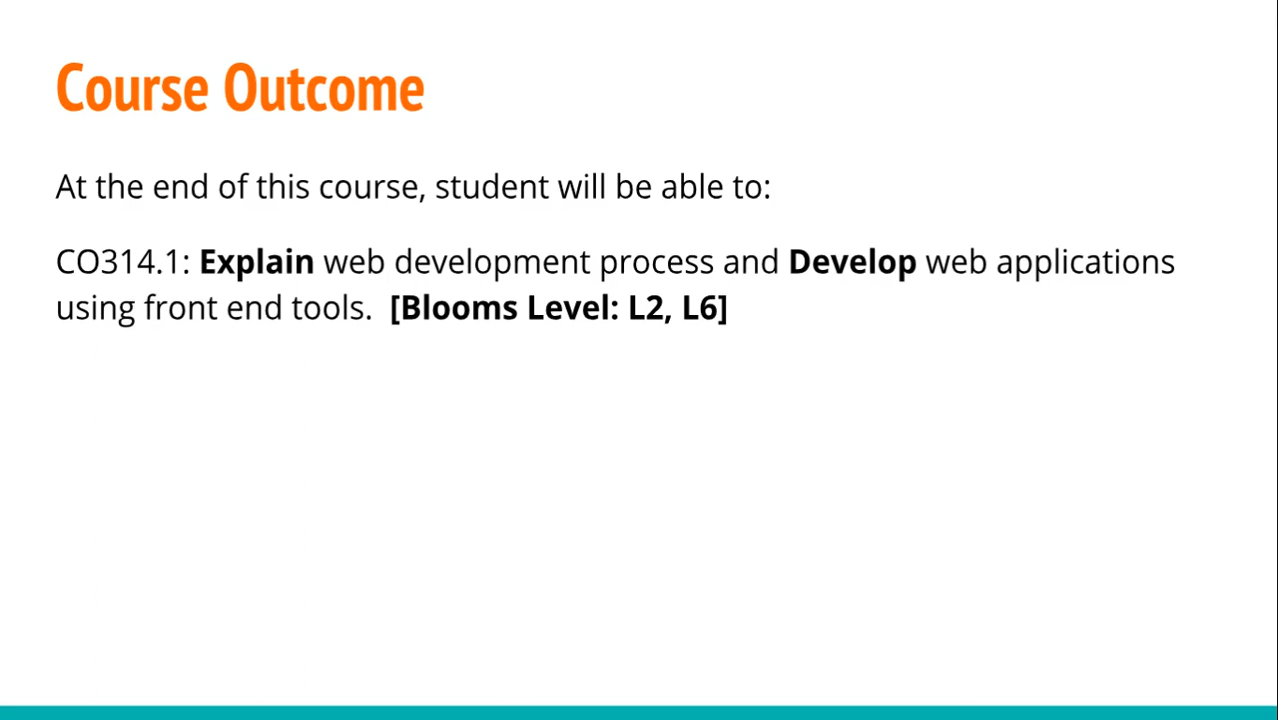 Course Outcome
At the end of this course, student will be able to:
CO314.1: Explain web development process and Develop web applications
using front end tools.  [Blooms Level: L2, L6]